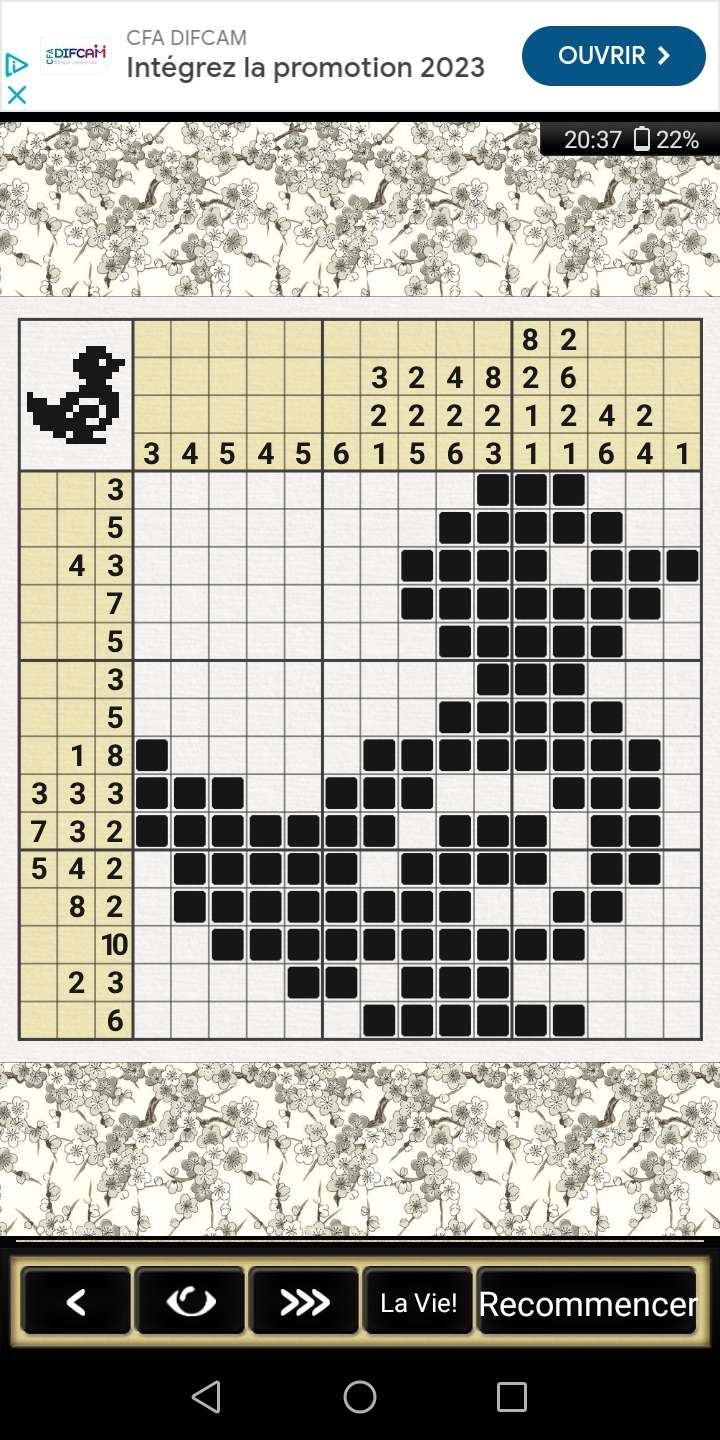 CFA DIFCAM
CFA DIFCAM
Intégrez la promotion 2023
OUVRIR
20:37 22%
8 2
3 2 4 8 2 6
2 2 2 2 1 2 4 2
3 4 5 4 5 6 1 5 6 3 1 1 6 4 1
3
5
4 3
7
5
3
5
1 8
3 3 3
7 3 2
5 4 2
8 2
10
2 3
6
La Vie! Recommencer